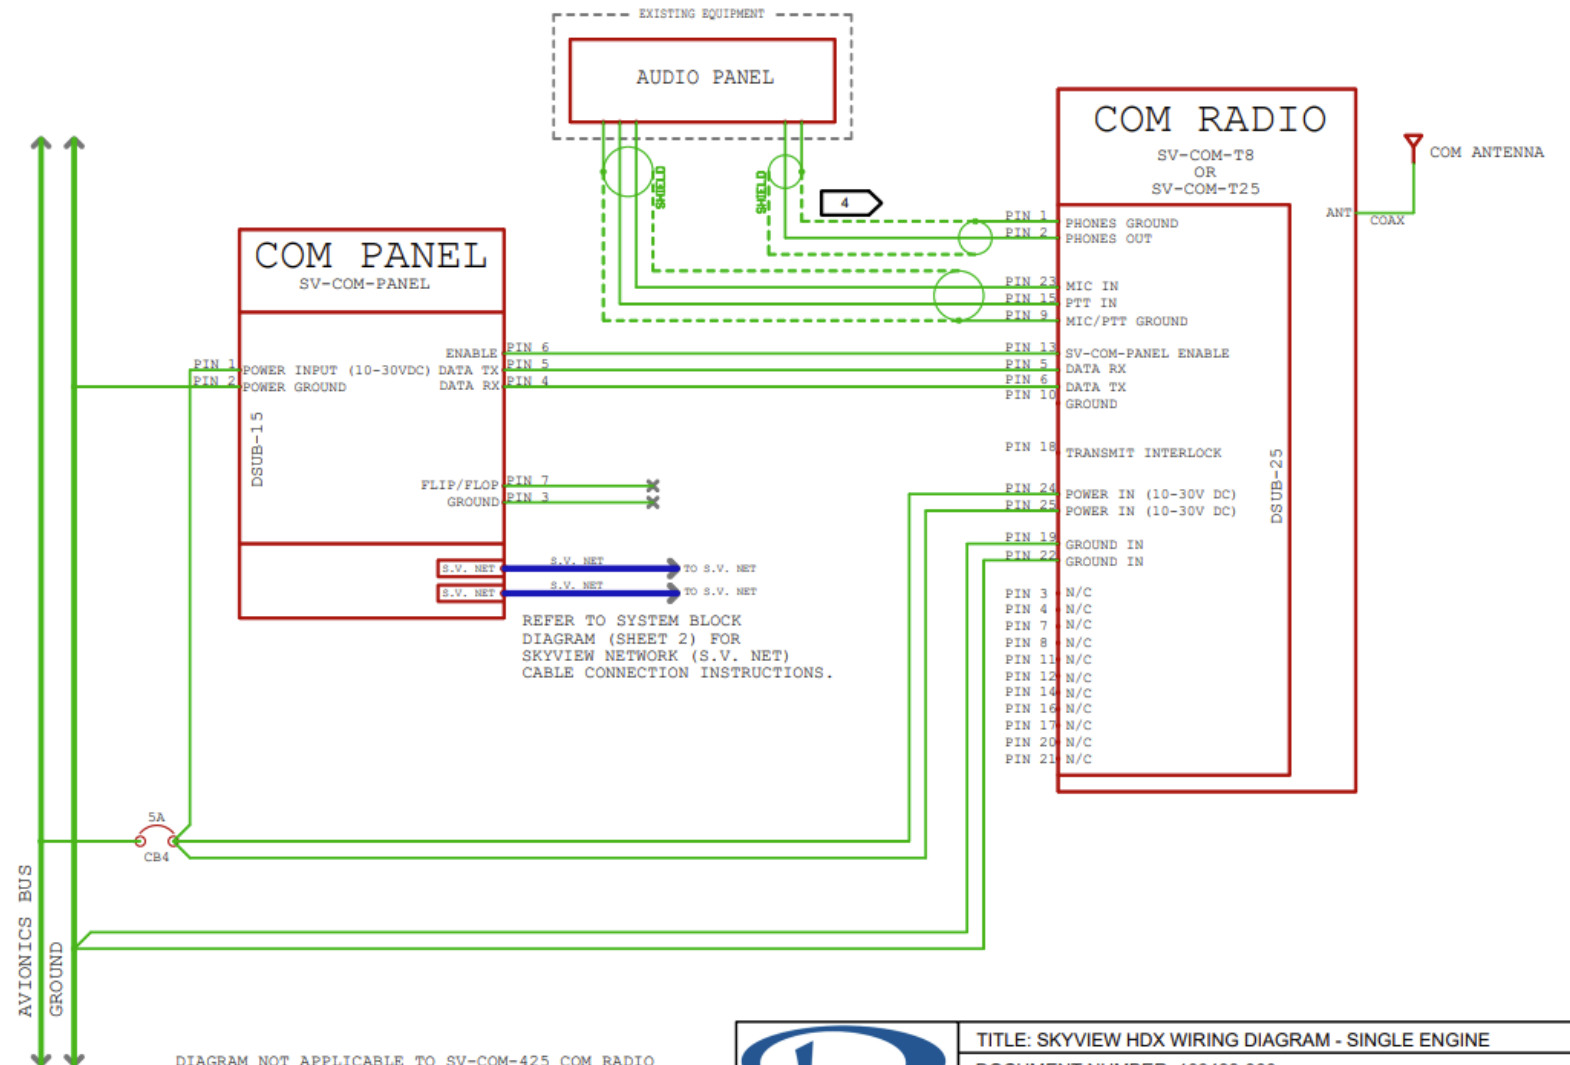 EXISTING EQUIPMENT
AUDIO PANEL
SHIELD
SHIELD
4
COM RADIO
SV-COM-T8
OR
SV-COM-T25
COM ANTENNA
ANT
COAX
PIN 1 PHONES GROUND
PIN 2 PHONES OUT
PIN 23 MIC IN
PIN 15 PTT IN
PIN 9 MIC/PTT GROUND
PIN 13 SV-COM-PANEL ENABLE
PIN 5 DATA RX
PIN 6 DATA TX
PIN 10 GROUND
PIN 18 TRANSMIT INTERLOCK
PIN 24 POWER IN (10-30V DC)
PIN 25 POWER IN (10-30V DC)
PIN 19 GROUND IN
PIN 22 GROUND IN
PIN 3 N/C
PIN 4 N/C
PIN 7 N/C
PIN 8 N/C
PIN 11 N/C
PIN 12 N/C
PIN 14 N/C
PIN 16 N/C
PIN 17 N/C
PIN 20 N/C
PIN 21 N/C
DSUB-25
COM PANEL
SV-COM-PANEL
ENABLE PIN 6
PIN 1 POWER INPUT (10-30VDC) DATA TX PIN 5
PIN 2 POWER GROUND DATA RX PIN 4
DSUB-15
FLIP/FLOP PIN 7
GROUND PIN 3
S.V. NET S.V. NET TO S.V. NET
S.V. NET S.V. NET TO S.V. NET
REFER TO SYSTEM BLOCK
DIAGRAM (SHEET 2) FOR
SKYVIEW NETWORK (S.V. NET)
CABLE CONNECTION INSTRUCTIONS.
5A
CB4
AVIONICS BUS
GROUND
DIAGRAM NOT APPLICABLE TO SV-COM-425 COM RADIO
TITLE: SKYVIEW HDX WIRING DIAGRAM - SINGLE ENGINE